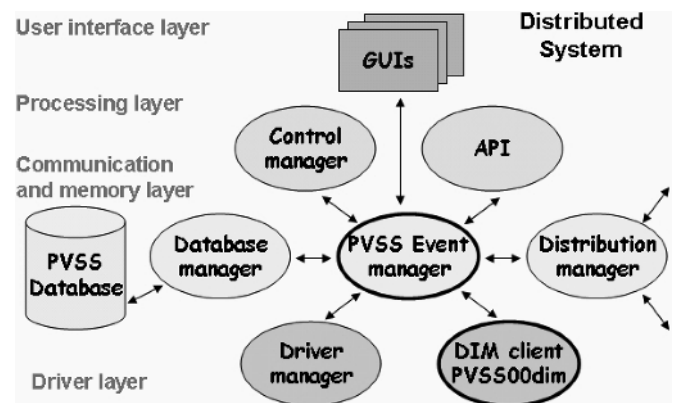 User interface layer
Distributed
System
GUIs
Processing layer
Control
manager
API
Communication
and memory layer
PVSS
Database
Database
manager
PVSS Event
manager
Distribution
manager
Driver
manager
DIM client
PVSS00dim
Driver layer